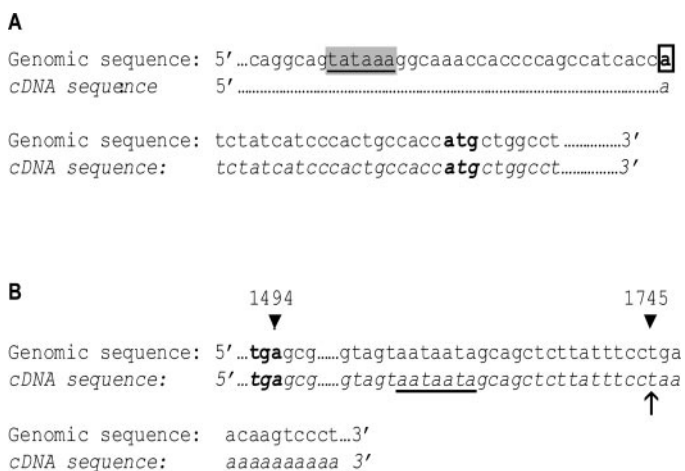 A
Genomic sequence: 5′…caggcagtataaaggcaaaccaccccagccatcacca
cDNA sequence 5′……………………………………………………………………………a
Genomic sequence: tctatcatcccactgccaccatgctggcct……………3′
cDNA sequence: tctatcatcccactgccaccatgctggcct……………3′
B
1494 1745
Genomic sequence: 5′…tgagcg……gtagtaataatagcagctcttatttcctga
cDNA sequence: 5′…tgagcg……gtagtaataatagcagctcttatttcctaa
Genomic sequence: acaagtccct…3′
cDNA sequence: aaaaaaaaaa 3′